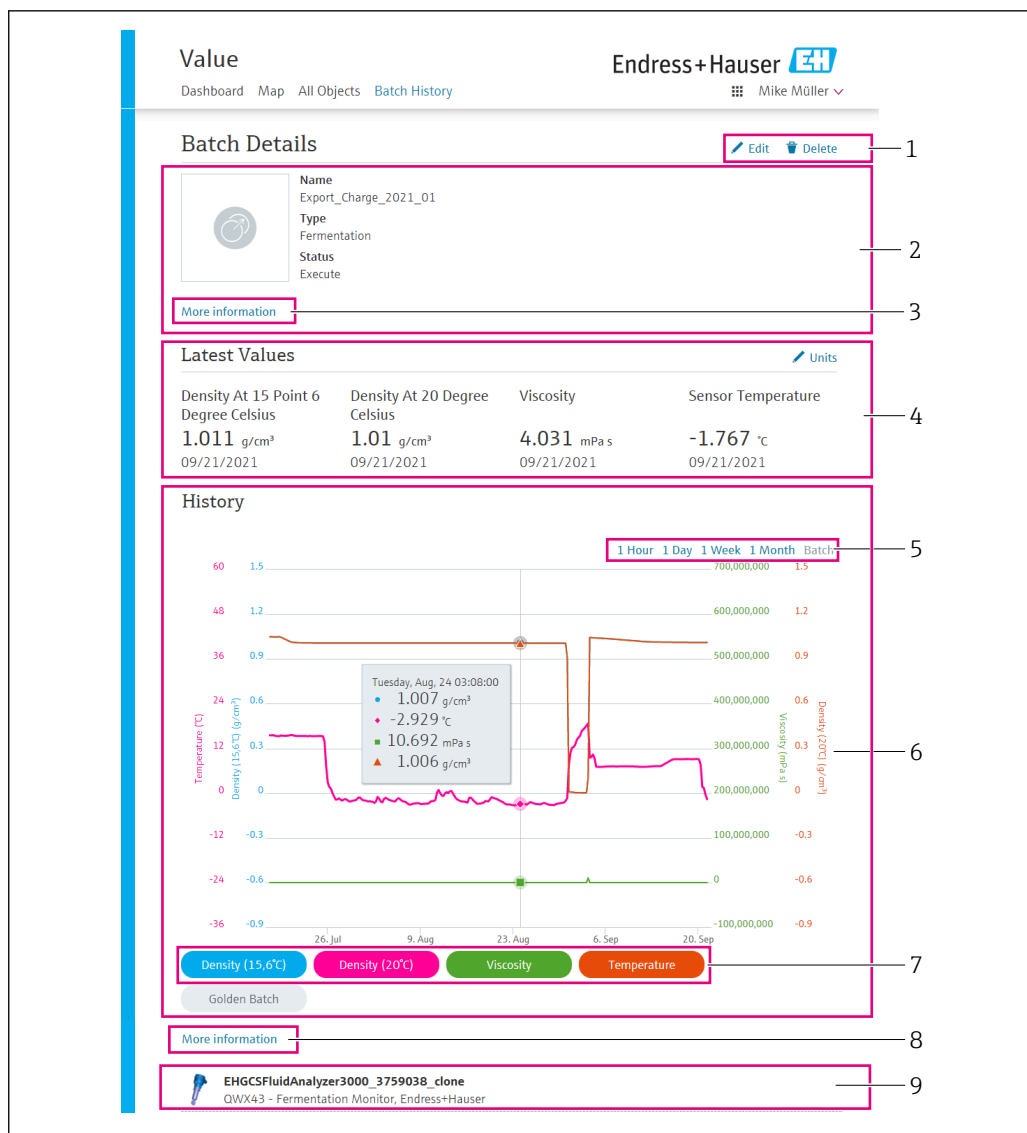 Value
Endress+Hauser EH
Dashboard Map All Objects Batch History
Mike Müller
Batch Details
Edit Delete
1
Name
Export_Charge_2021_01
Type
Fermentation
Status
Execute
2
More information
3
Latest Values
Units
Density At 15 Point 6 Degree Celsius
1.011 g/cm³
09/21/2021
Density At 20 Degree Celsius
1.01 g/cm³
09/21/2021
Viscosity
4.031 mPa s
09/21/2021
Sensor Temperature
-1.767 °C
09/21/2021
4
History
1 Hour 1 Day 1 Week 1 Month Batch
5
60 1.5 700,000,000 1.5
48 1.2 600,000,000 1.2
36 0.9 500,000,000 0.9
24 0.6 400,000,000 0.6
12 0.3 300,000,000 0.3
0 0 200,000,000 0
-12 -0.3 100,000,000 -0.3
-24 -0.6 0 -0.6
-36 -0.9 -100,000,000 -0.9
Temperature (°C)
Density (15,6°C) (g/cm³)
Viscosity (mPa s)
Density (20°C) (g/cm³)
Tuesday, Aug, 24 03:08:00
1.007 g/cm³
-2.929 °C
10.692 mPa s
1.006 g/cm³
6
26. Jul 9. Aug 23. Aug 6. Sep 20. Sep
Density (15,6°C) Density (20°C) Viscosity Temperature
7
Golden Batch
More information
8
EHGCSFluidAnalyzer3000_3759038_clone
QWX43 - Fermentation Monitor, Endress+Hauser
9